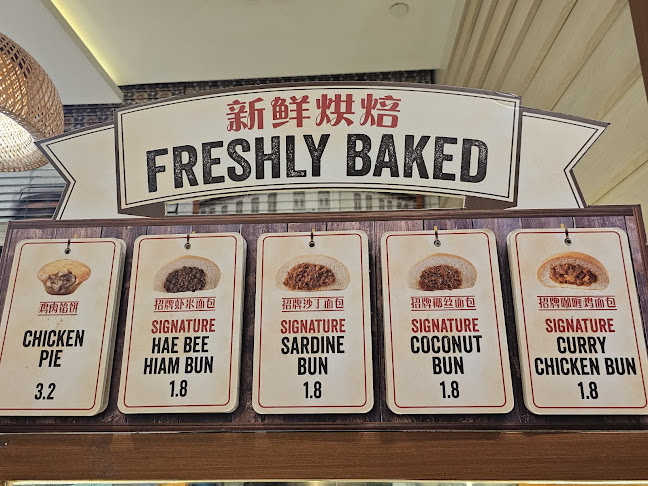 新鲜烘焙
FRESHLY BAKED
鸡肉馅饼
CHICKEN
PIE
3.2
招牌虾米面包
SIGNATURE
HAE BEE
HIAM BUN
1.8
招牌沙丁面包
SIGNATURE
SARDINE
BUN
1.8
招牌椰丝面包
SIGNATURE
COCONUT
BUN
1.8
招牌咖喱鸡面包
SIGNATURE
CURRY
CHICKEN BUN
1.8